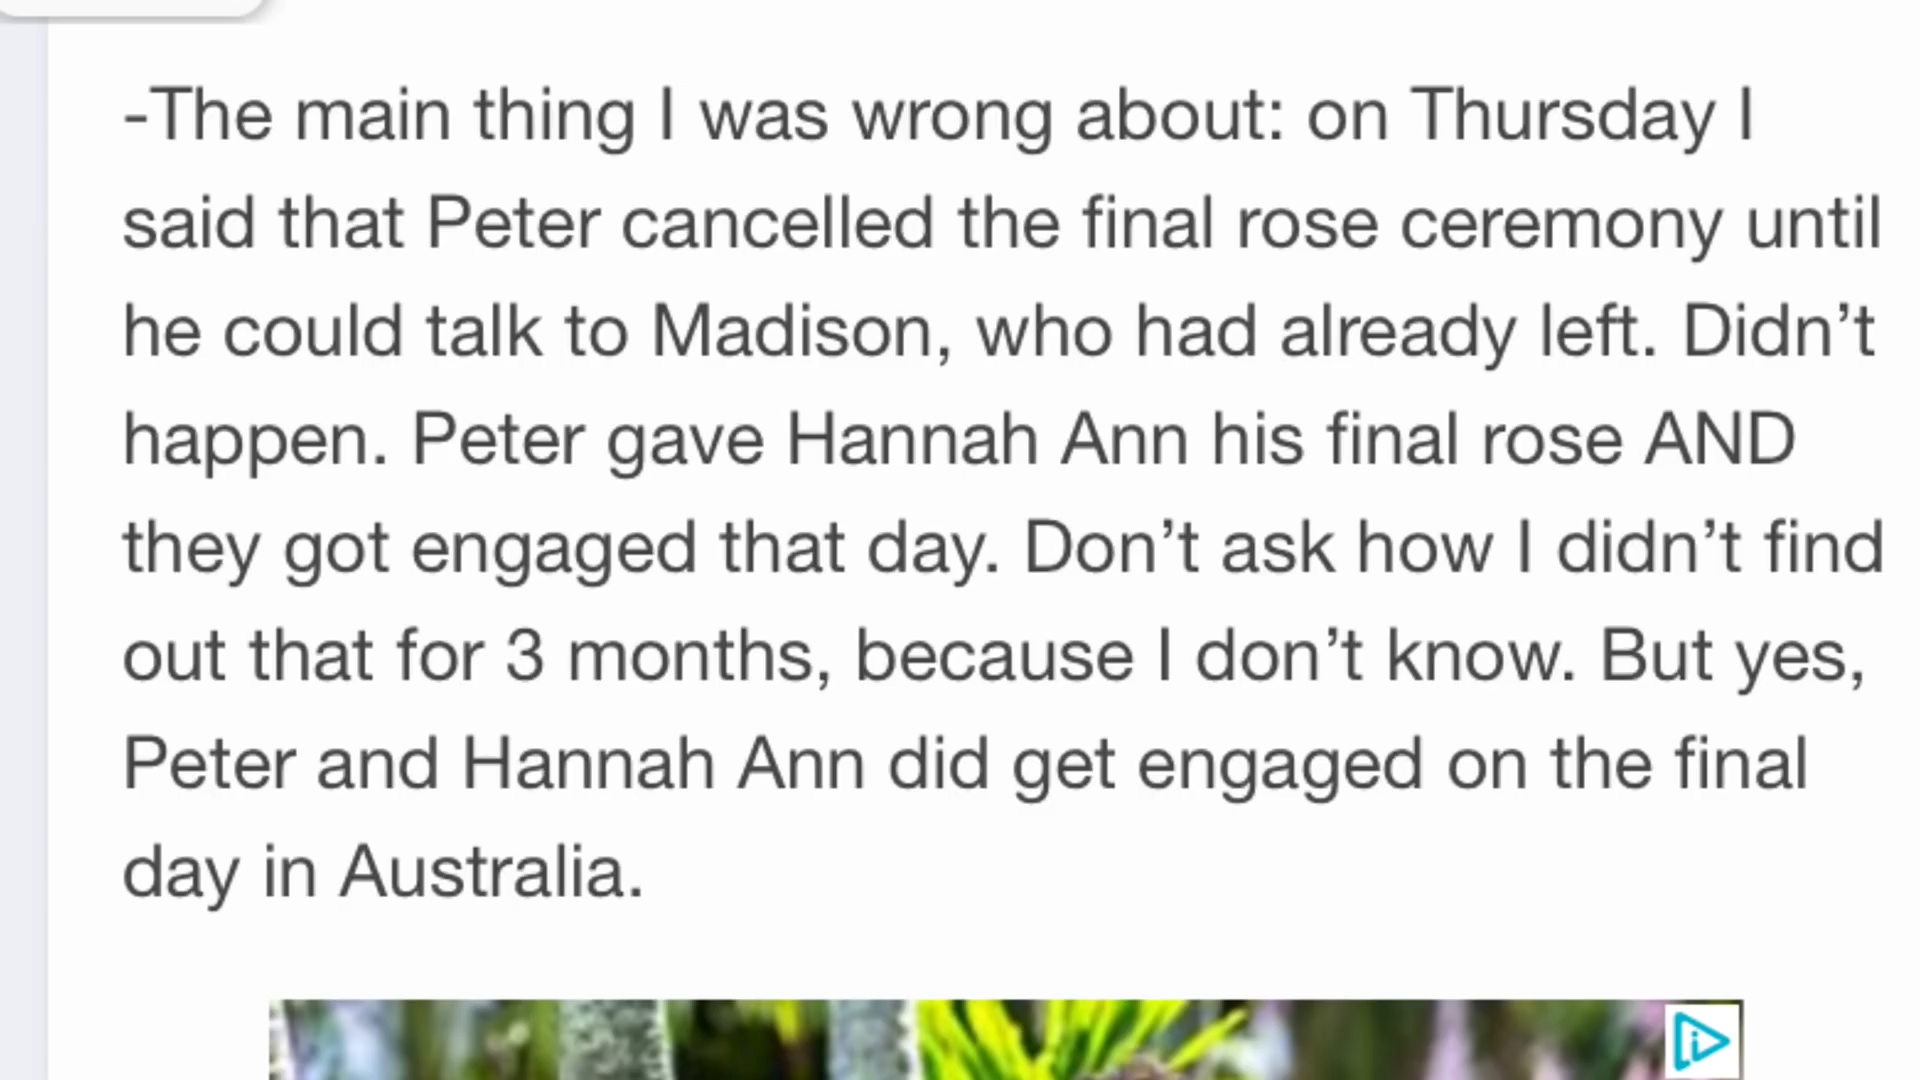 -The main thing I was wrong about: on Thursday I
said that Peter cancelled the final rose ceremony until
he could talk to Madison, who had already left. Didn’t
happen. Peter gave Hannah Ann his final rose AND
they got engaged that day. Don’t ask how I didn’t find
out that for 3 months, because I don’t know. But yes,
Peter and Hannah Ann did get engaged on the final
day in Australia.